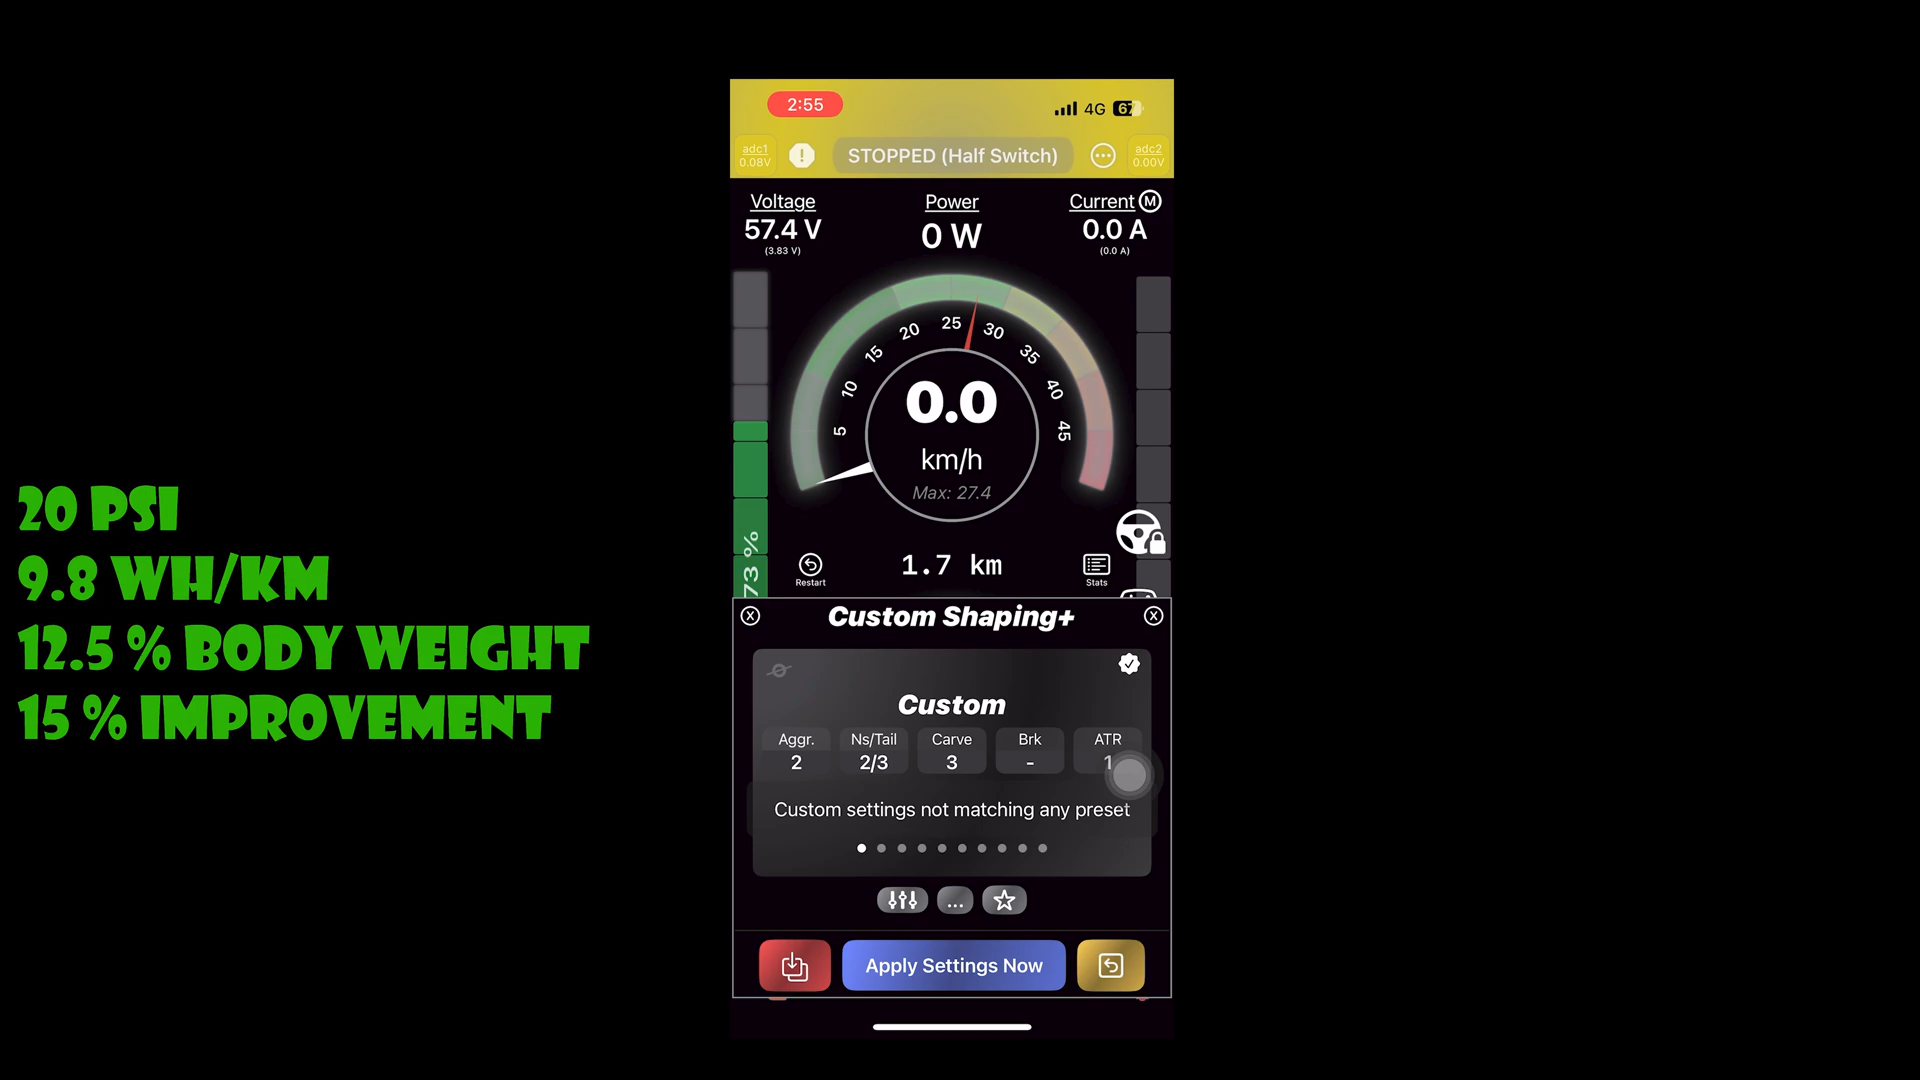 2:55
4G
67
adc1
0.08V
!
STOPPED (Half Switch)
adc2
0.00V
Voltage
57.4 V
(3.83 V)
Power
0 W
Current M
0.0 A
(0.0 A)
5
10
15
20
25
30
35
40
45
0.0
km/h
Max: 27.4
73 %
Restart
1.7 km
Stats
20 PSI
9.8 WH/KM
12.5 % BODY WEIGHT
15 % IMPROVEMENT
X
Custom Shaping+
X
Custom
Aggr.
2
Ns/Tail
2/3
Carve
3
Brk
-
ATR
1
Custom settings not matching any preset
...
Apply Settings Now